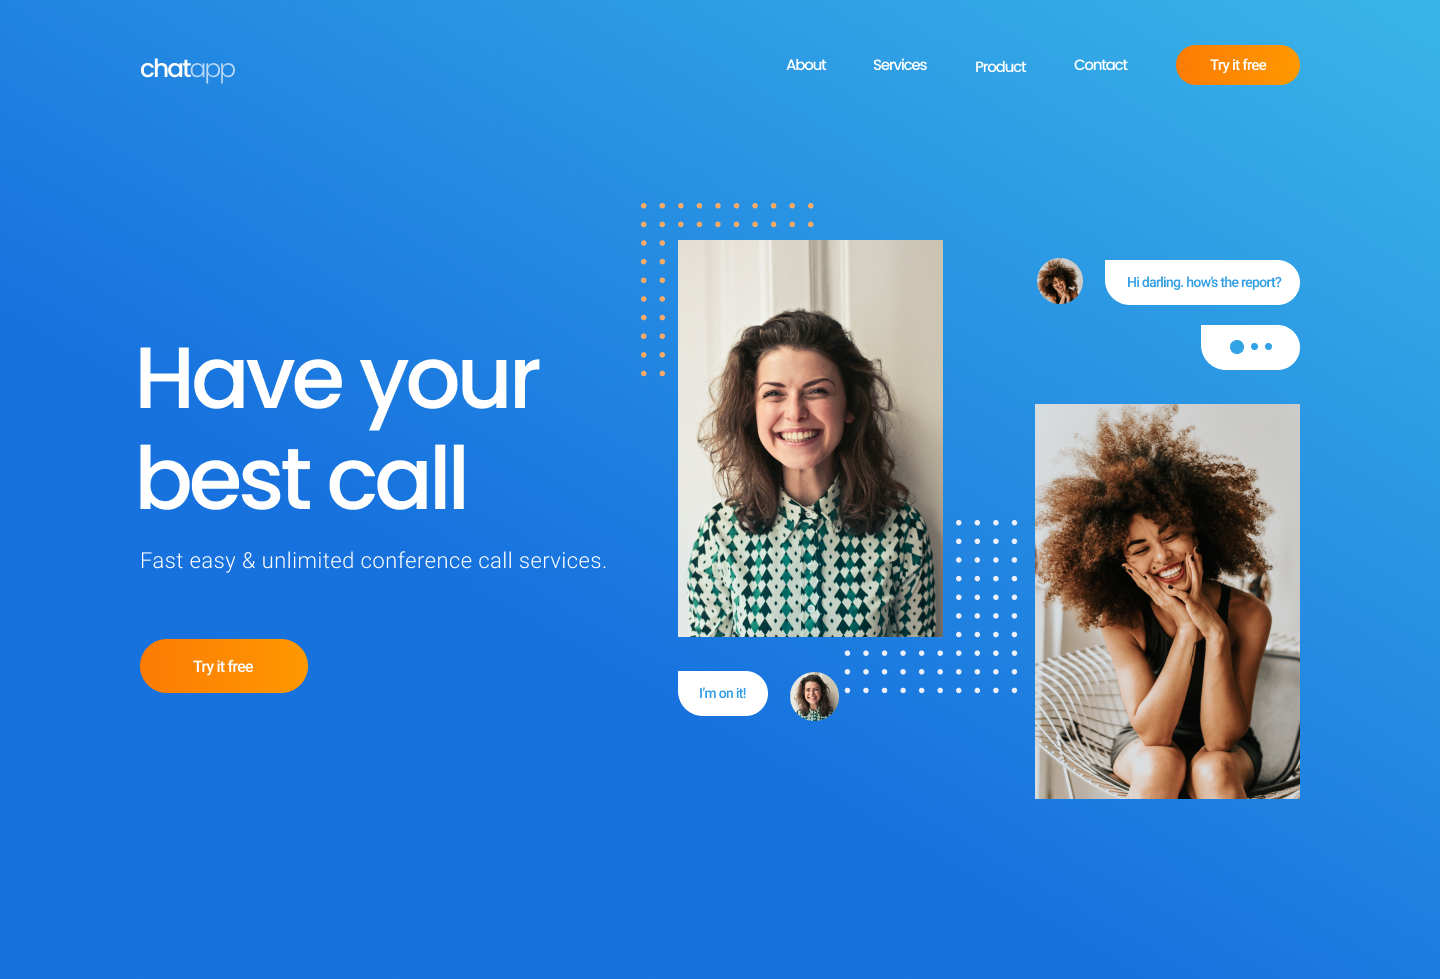 chatapp
About
Services
Product
Contact
Try it free
Hi darling. how's the report?
Have your
best call
Fast easy & unlimited conference call services.
Try it free
I'm on it!